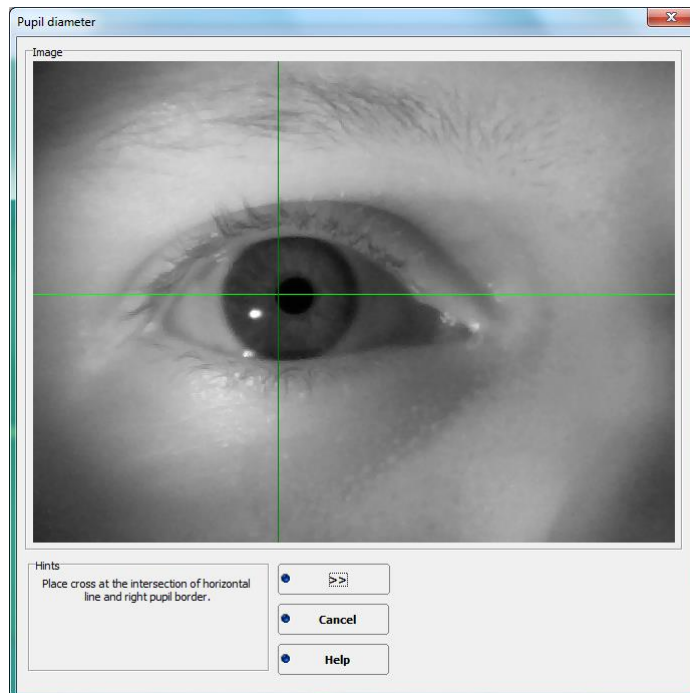 Pupil diameter
Image
Hints
Place cross at the intersection of horizontal
line and right pupil border.
>>
Cancel
Help